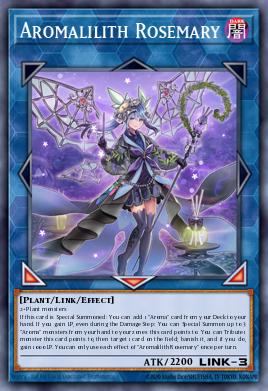 Aromalilith Rosemary
DARK
闇
[Plant/Link/Effect]
2+ Plant monsters
If this card is Special Summoned: You can add 1 "Aroma" card from your Deck to your
hand. If you gain LP, even during the Damage Step: You can Special Summon up to 3
"Aroma" monsters from your hand to your zones this card points to. You can Tribute 1
monster this card points to, then target 1 card on the field; banish it, and if you do,
gain 1000 LP. You can only use each effect of "Aromalilith Rosemary" once per turn.
ATK/2200 LINK-3